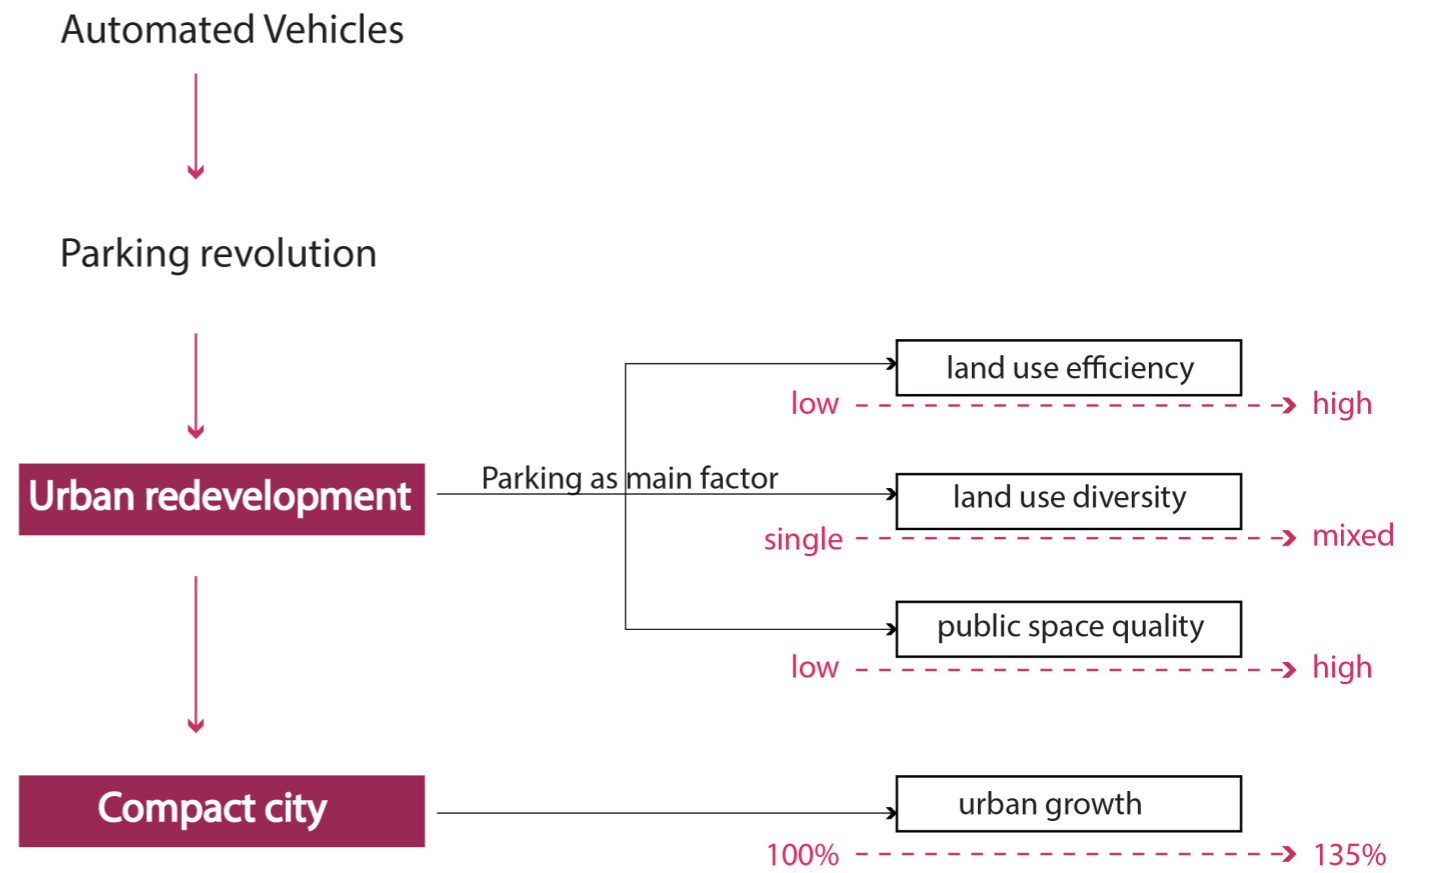 Automated Vehicles
Parking revolution
land use efficiency
low
high
Urban redevelopment
Parking as main factor
land use diversity
single
mixed
public space quality
low
high
Compact city
urban growth
100%
135%